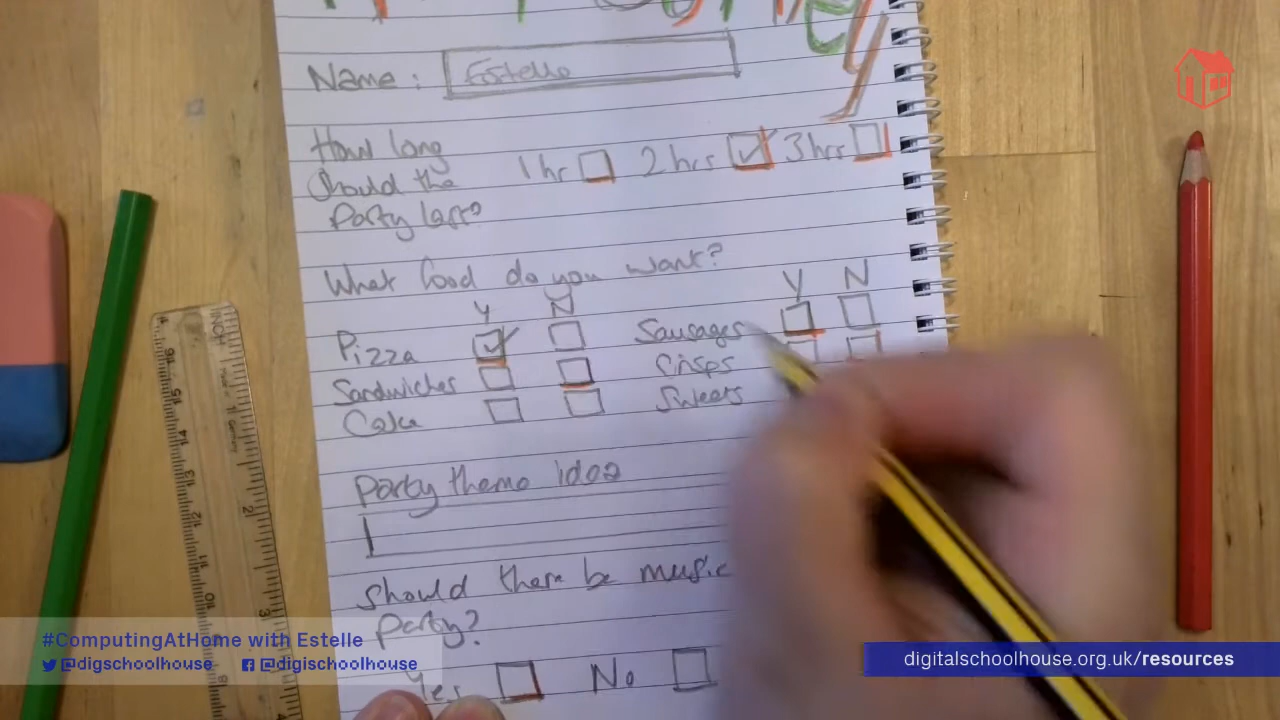 Name: Estelle
How long
Should the
Party last?
1 hr 2 hrs 3 hrs
What food do you want?
Y N Y N
Pizza Sausages
Sandwiches Crisps
Cake Sweets
Party theme idea
Should there be music
Party?
Yes No
#ComputingAtHome with Estelle
@digschoolhouse @digischoolhouse
digitalschoolhouse.org.uk/resources